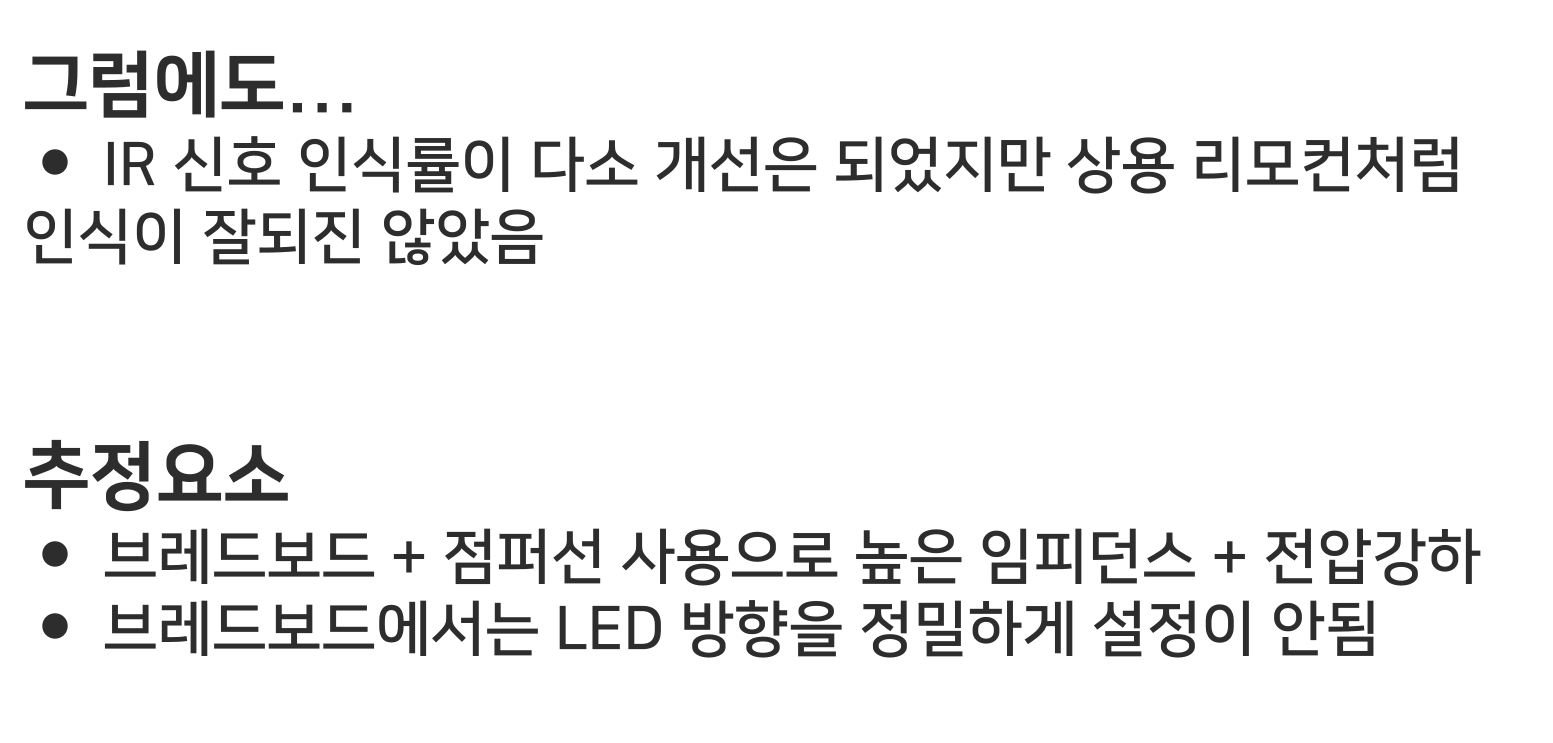 그럼에도...
• IR 신호 인식률이 다소 개선은 되었지만 상용 리모컨처럼
인식이 잘되진 않았음
추정요소
• 브레드보드 + 점퍼선 사용으로 높은 임피던스 + 전압강하
• 브레드보드에서는 LED 방향을 정밀하게 설정이 안됨